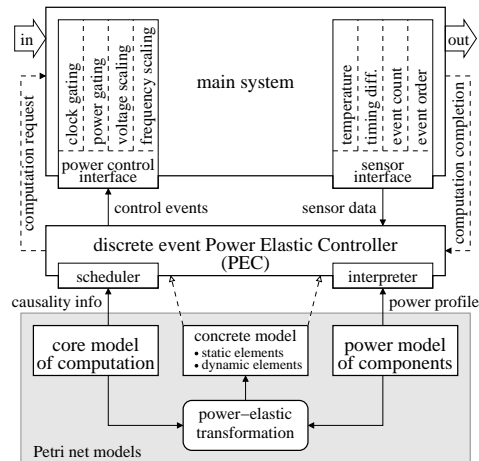 in
out
main system
clock gating
power gating
voltage scaling
frequency scaling
temperature
timing diff.
event count
event order
power control
interface
sensor
interface
computation request
computation completion
control events
sensor data
discrete event Power Elastic Controller
(PEC)
scheduler
interpreter
causality info
power profile
core model
of computation
concrete model
• static elements
• dynamic elements
power model
of components
power–elastic
transformation
Petri net models